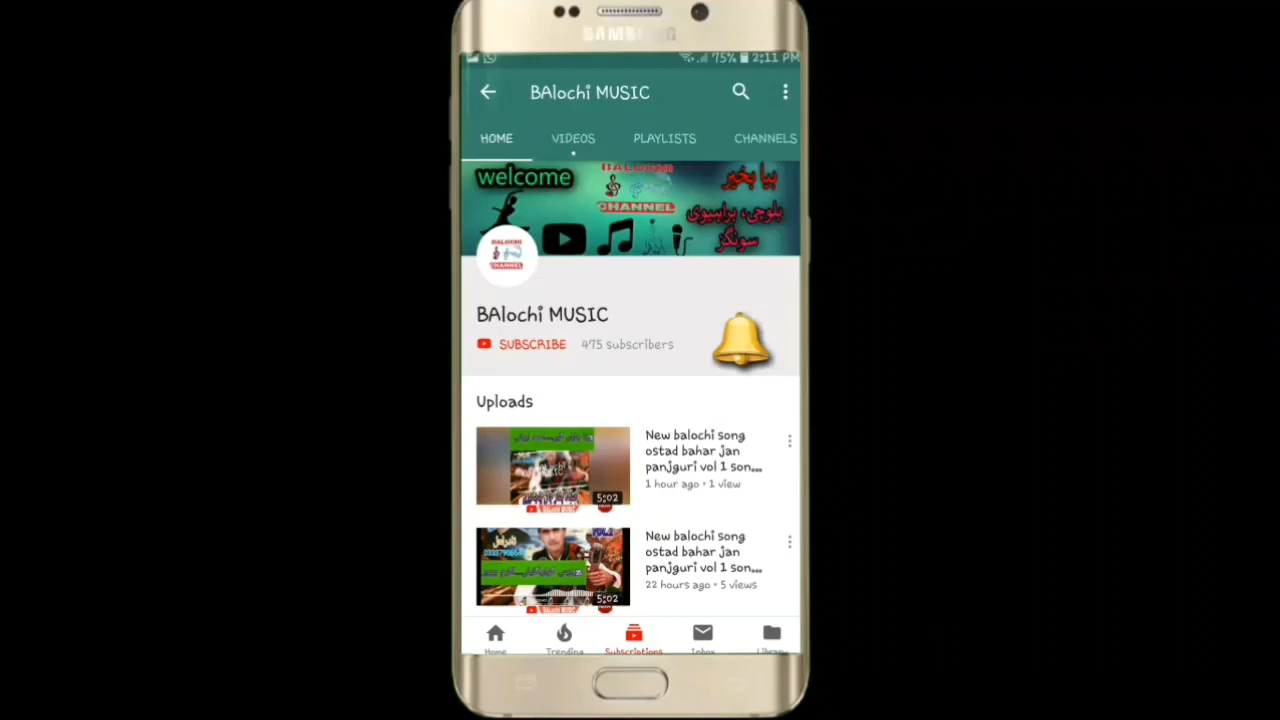 SAMSUNG
75% 2:11 PM
BAlochi MUSIC
HOME VIDEOS PLAYLISTS CHANNELS
welcome
BALOCHI
CHANNEL
بیا بخیر
بلوچی، براہیوی
سونگز
BALOCHI
CHANNEL
BAlochi MUSIC
SUBSCRIBE 475 subscribers
Uploads
New balochi song
ostad bahar jan
panjguri vol 1 son...
1 hour ago • 1 view
5:02
New balochi song
ostad bahar jan
panjguri vol 1 son...
22 hours ago • 5 views
5:02
Home Trending Subscriptions Inbox Library